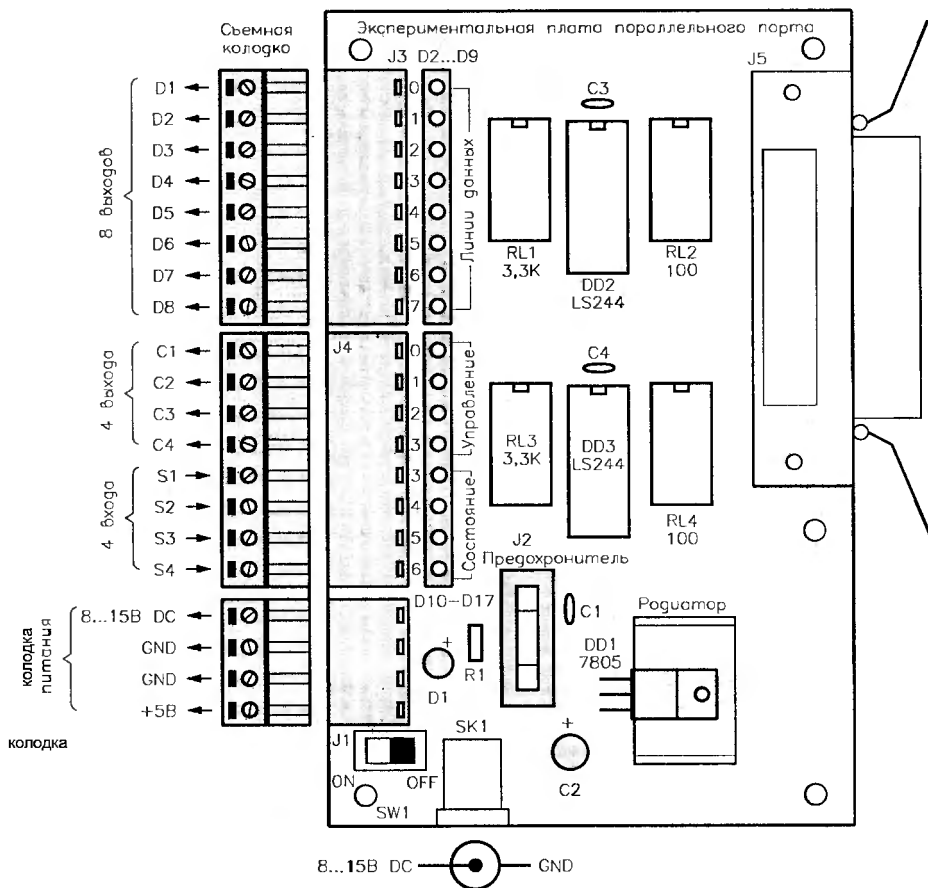 Экспериментальная плата параллельного порта
Съемная
колодка
J3 D2...D9
J5
D1
D2
D3
D4
D5
D6
D7
D8
8 выходов
0
1
2
3
4
5
6
7
Линии данных
C3
RL1
3,3K
DD2
LS244
RL2
100
J4
C1
C2
C3
C4
4 выхода
S1
S2
S3
S4
4 входа
0
1
2
3
3
4
5
6
Управление
Состояние
C4
RL3
3,3K
DD3
LS244
RL4
100
J2
Предохронитель
D10–D17
8...15В DC
GND
GND
+5В
колодка
питания
колодка
+
D1
R1
C1
DD1
7805
Родиатор
J1
ON
OFF
SW1
SK1
+
C2
8...15В DC
GND